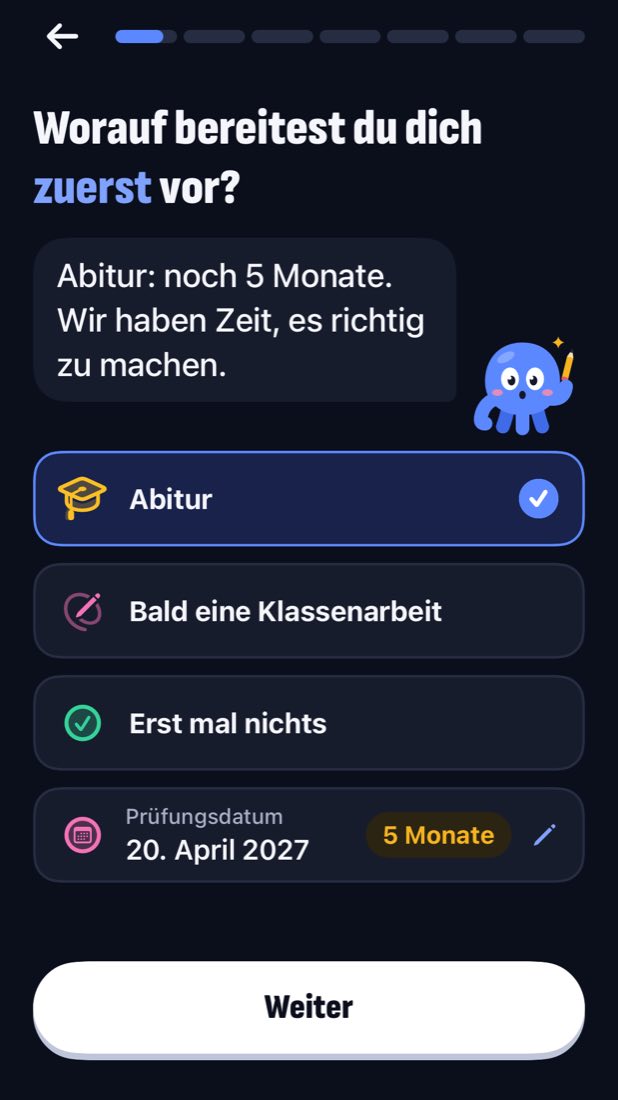 Worauf bereitest du dich
zuerst vor?
Abitur: noch 5 Monate.
Wir haben Zeit, es richtig
zu machen.
Abitur
Bald eine Klassenarbeit
Erst mal nichts
Prüfungsdatum
20. April 2027
5 Monate
Weiter